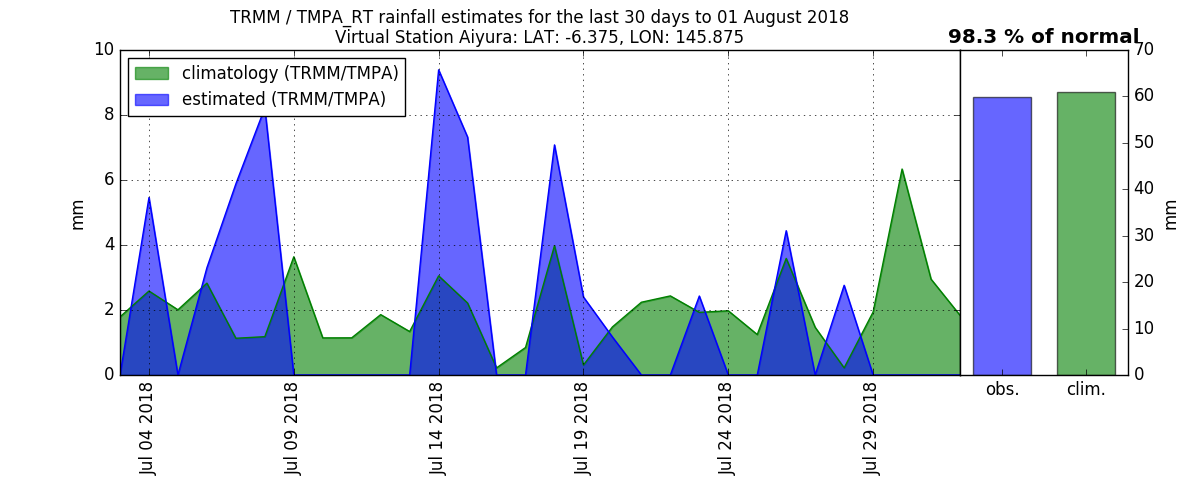 TRMM / TMPA_RT rainfall estimates for the last 30 days to 01 August 2018
Virtual Station Aiyura: LAT: -6.375, LON: 145.875
98.3 % of normal
climatology (TRMM/TMPA)
estimated (TRMM/TMPA)
10
8
6
4
2
0
mm
Jul 04 2018
Jul 09 2018
Jul 14 2018
Jul 19 2018
Jul 24 2018
Jul 29 2018
70
60
50
40
30
20
10
0
mm
obs.
clim.